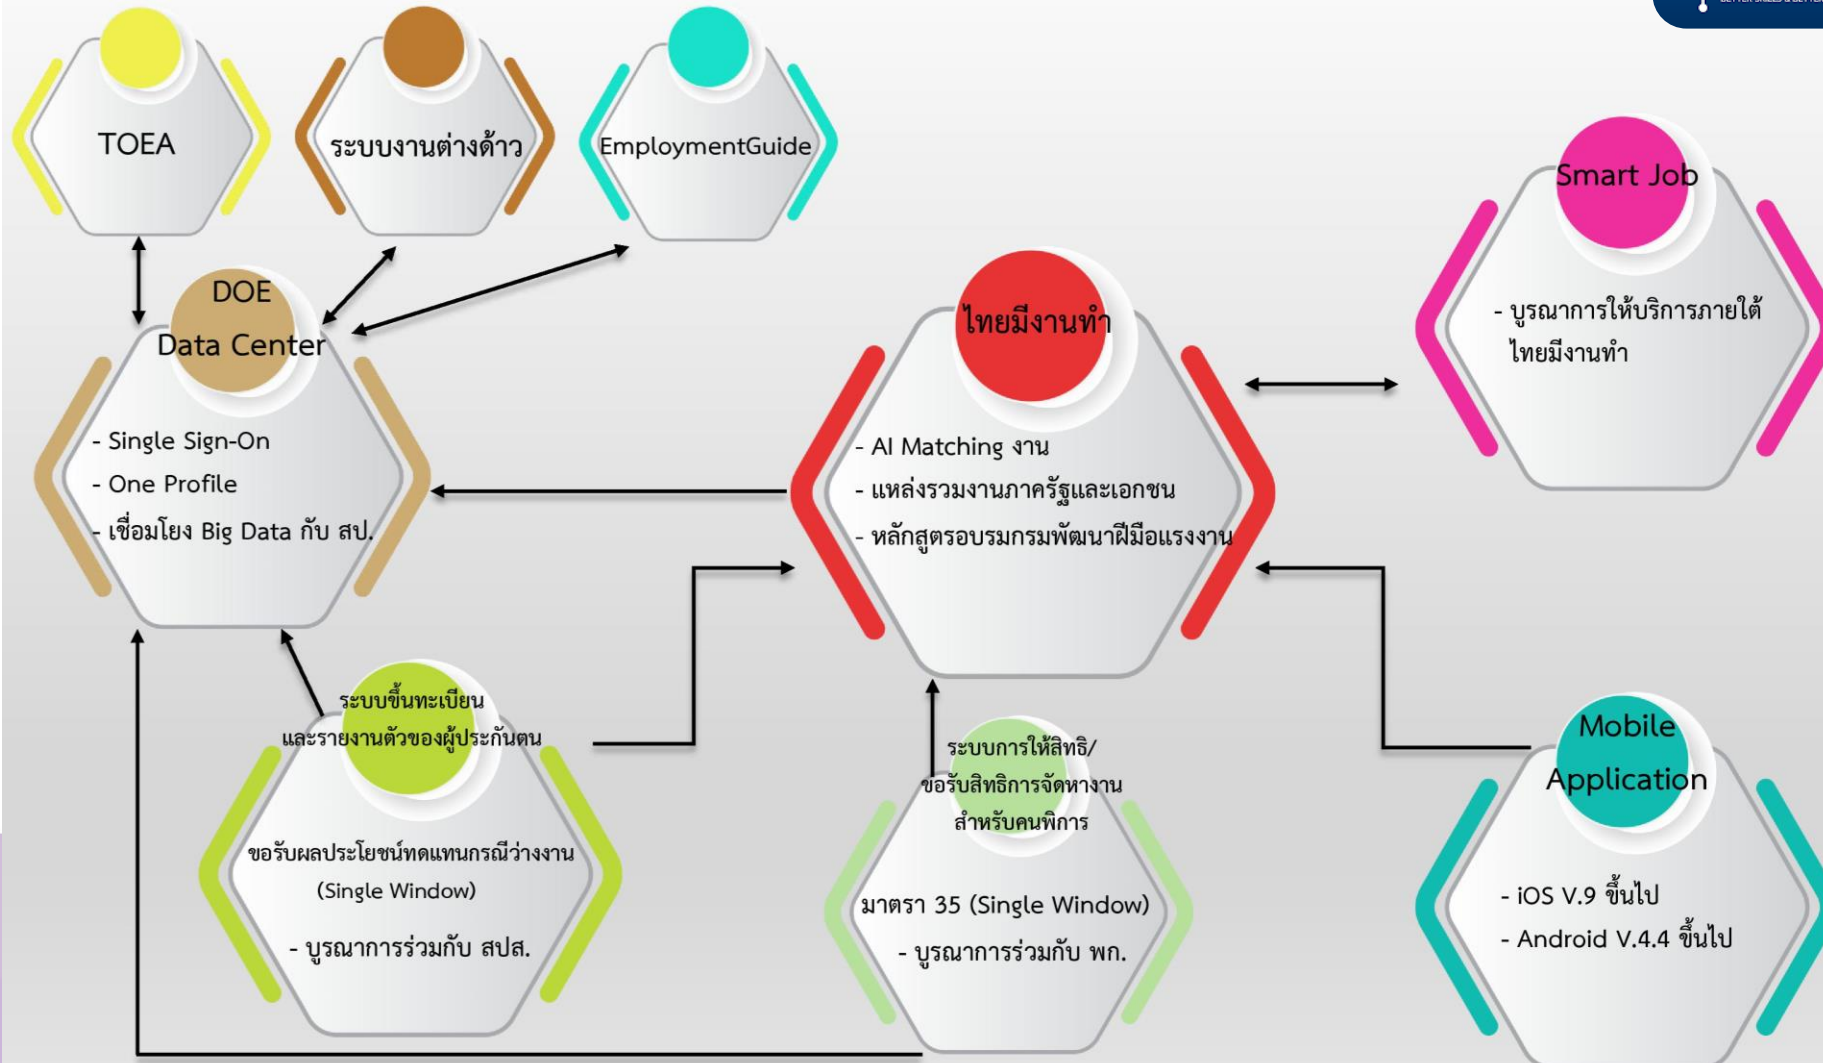 TOEA
ระบบงานต่างด้าว
EmploymentGuide
Smart Job
- บูรณาการให้บริการภายใต้
ไทยมีงานทำ
DOE
Data Center
- Single Sign-On
- One Profile
- เชื่อมโยง Big Data กับ สป.
ไทยมีงานทำ
- AI Matching งาน
- แหล่งรวมงานภาครัฐและเอกชน
- หลักสูตรอบรมกรมพัฒนาฝีมือแรงงาน
ระบบขึ้นทะเบียน
และรายงานตัวของผู้ประกันตน
ขอรับผลประโยชน์ทดแทนกรณีว่างงาน
(Single Window)
- บูรณาการร่วมกับ สปส.
ระบบการให้สิทธิ/
ขอรับสิทธิการจัดหางาน
สำหรับคนพิการ
มาตรา 35 (Single Window)
- บูรณาการร่วมกับ พก.
Mobile
Application
- iOS V.9 ขึ้นไป
- Android V.4.4 ขึ้นไป